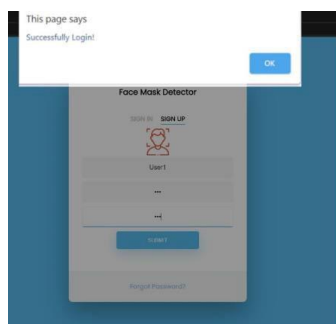 This page says
Successfully Login!
OK
Face Mask Detector
SIGN IN SIGN UP
User1
•••
•••
SUBMIT
Forgot Password?